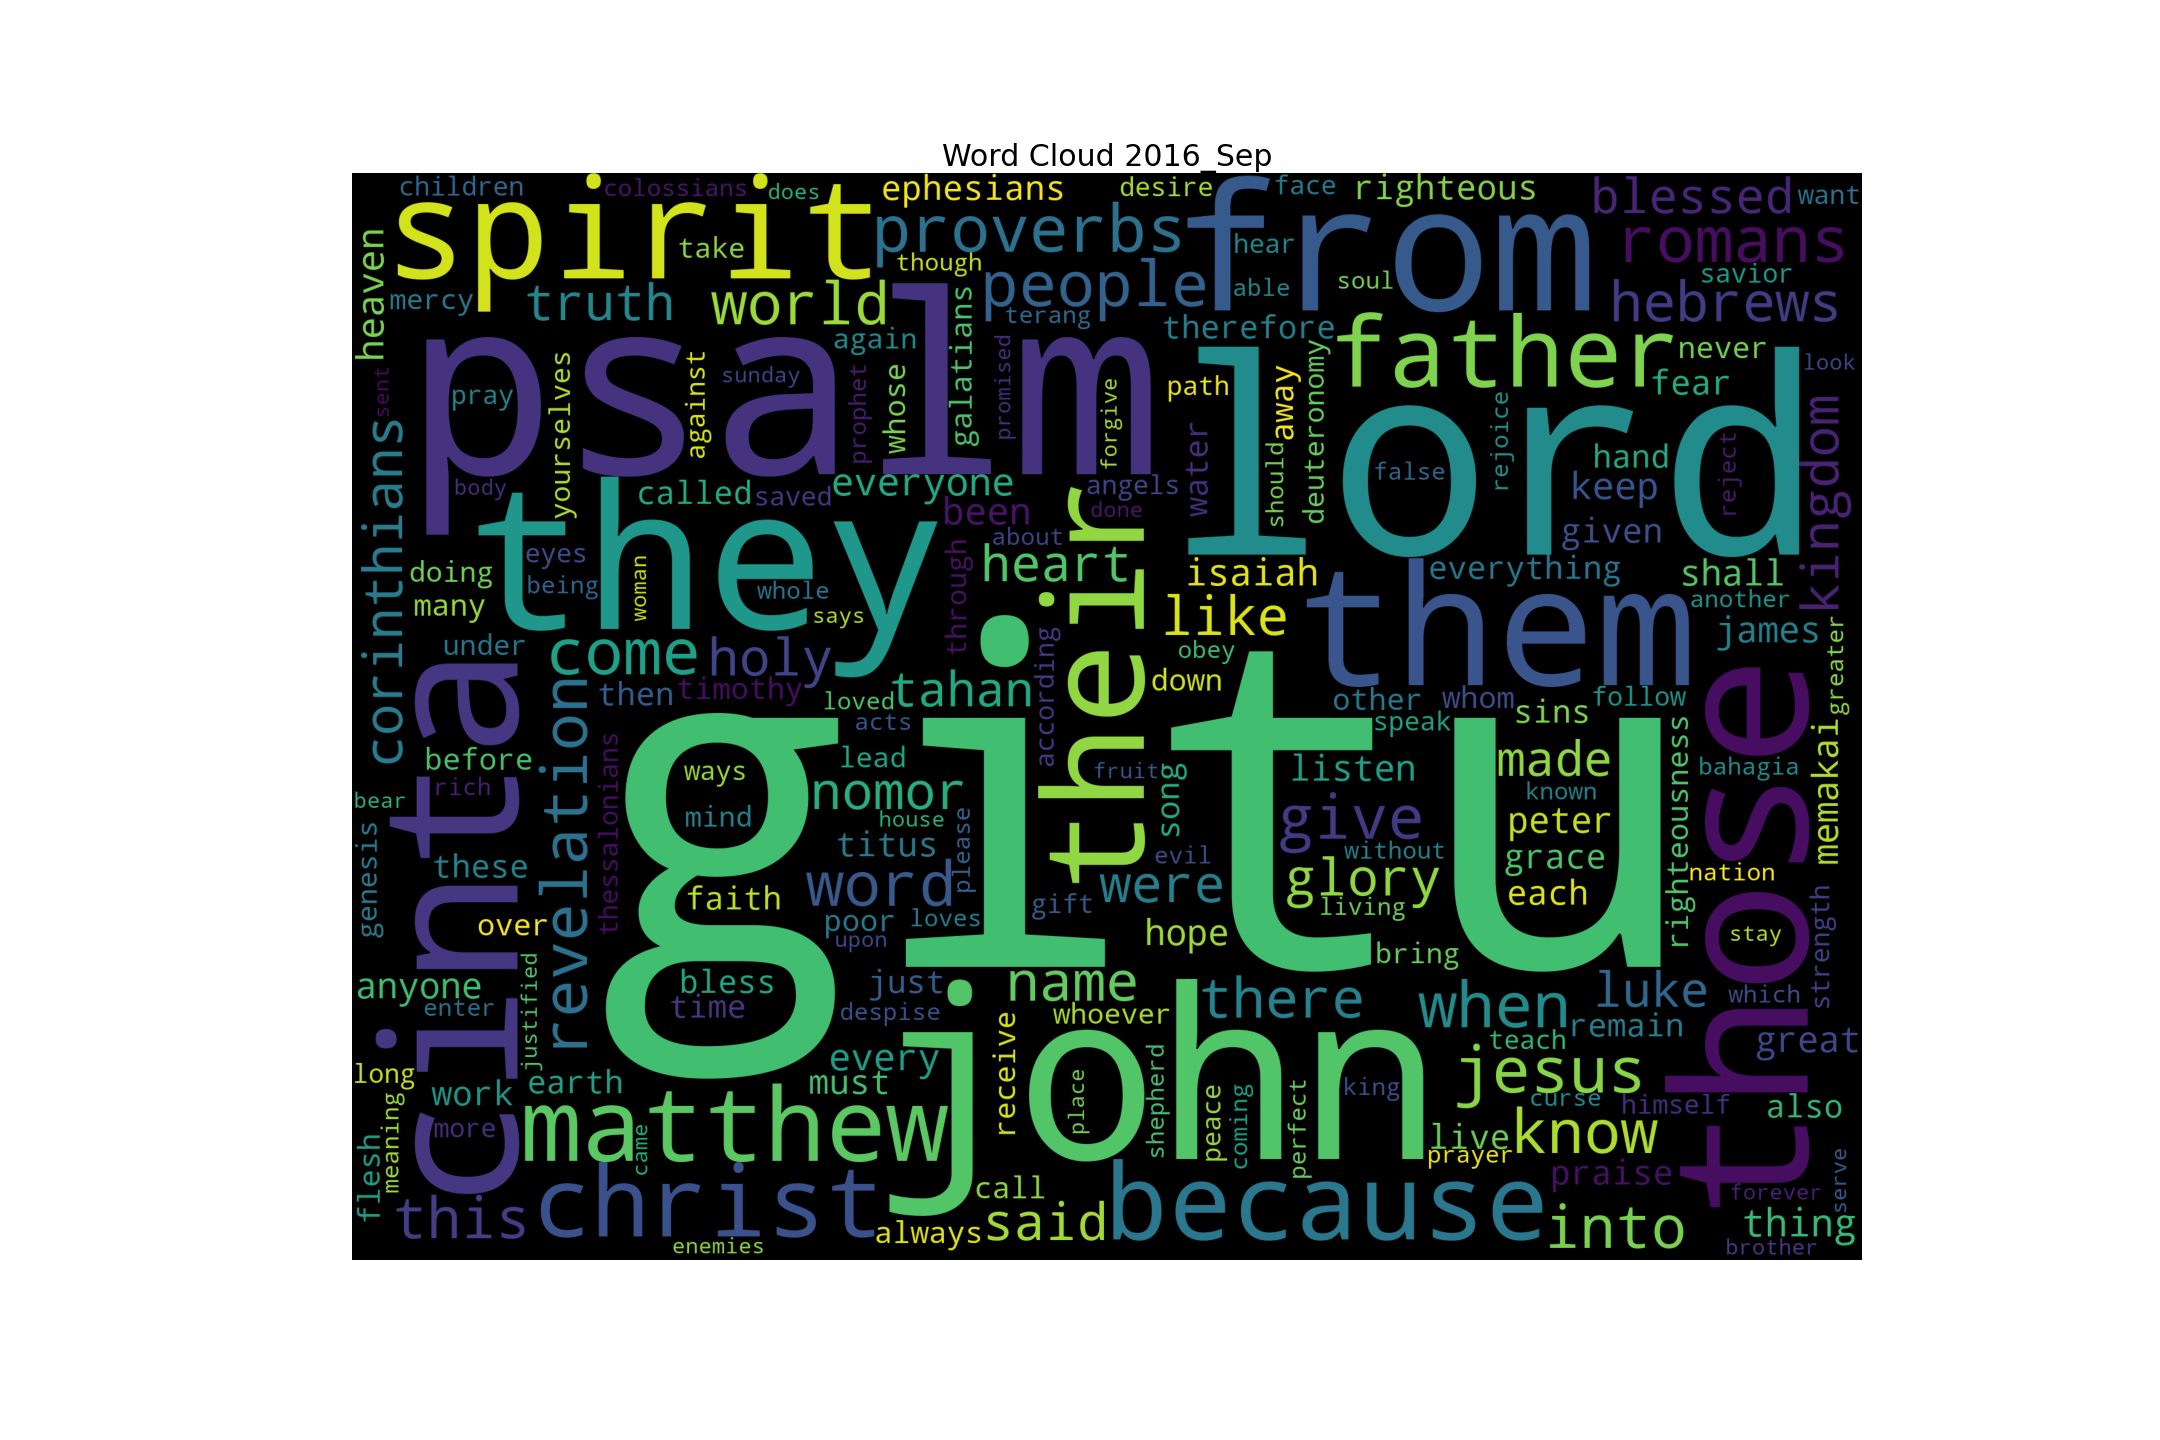 Word Cloud 2016_Sep
children
colossians
does
ephesians
desire
face
righteous
blessed
want
spirit
take
proverbs
from
hear
romans
heaven
though
savior
mercy
truth
world
people
able
soul
hebrews
terang
therefore
father
never
again
galatians
deuteronomy
fear
look
psalm
lord
sunday
whose
promised
path
away
sent
pray
yourselves
against
prophet
forgive
rejoice
kingdom
corinthians
water
should
false
hand
reject
body
called
saved
everyone
angels
keep
they
been
done
given
their
about
heart
eyes
doing
being
woman
whole
through
isaiah
everything
shall
many
says
like
them
another
james
under
come
holy
according
obey
greater
cinta
revelation
then
timothy
tahan
down
other
whom
follow
those
loved
acts
speak
sins
before
thessalonians
lead
righteousness
memakai
ways
fruit
song
listen
made
bahagia
rich
gitu
nomor
known
bear
mind
house
give
peter
genesis
titus
please
evil
without
grace
these
word
were
glory
nation
faith
each
strength
over
poor
loves
gift
living
upon
hope
stay
bring
anyone
justified
bless
just
name
there
when
luke
which
enter
time
despise
whoever
remain
receive
john
teach
great
long
earth
every
must
jesus
work
matthew
place
shepherd
peace
coming
perfect
king
curse
himself
also
meaning
more
came
live
know
flesh
prayer
praise
serve
this
christ
call
because
forever
always
said
into
thing
enemies
brother